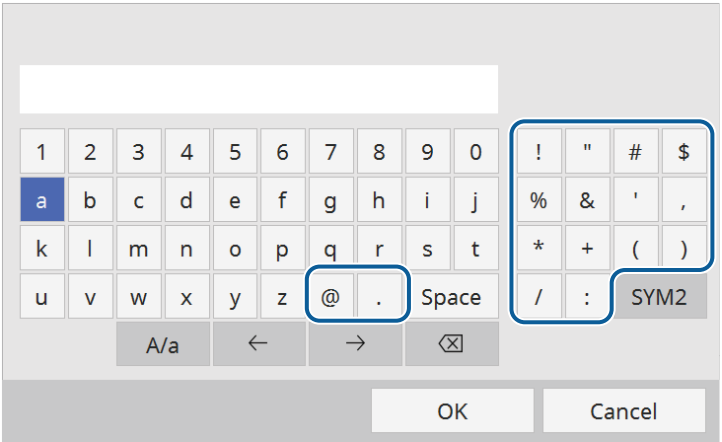 1 2 3 4 5 6 7 8 9 0 ! " # $
a b c d e f g h i j % & ' ,
k l m n o p q r s t * + ( )
u v w x y z @ . Space / : SYM2
A/a ← → ⌫
OK Cancel